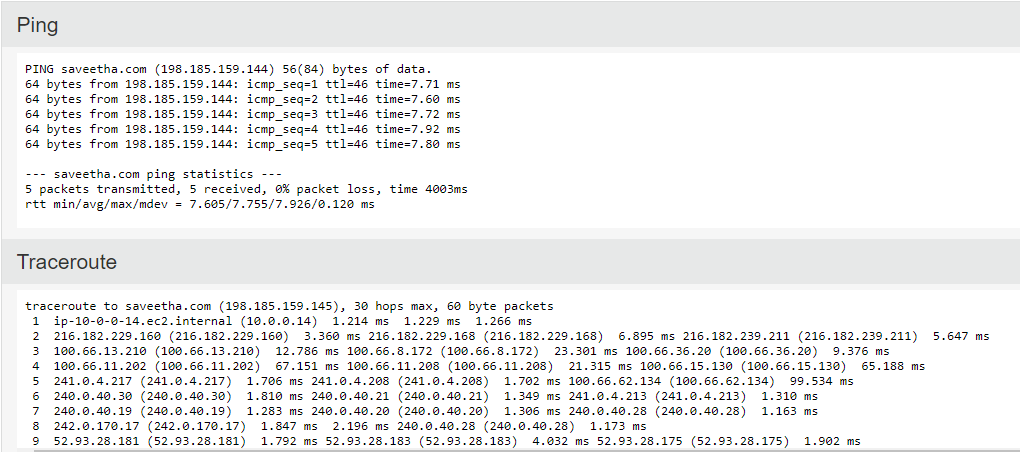 Ping
PING saveetha.com (198.185.159.144) 56(84) bytes of data.
64 bytes from 198.185.159.144: icmp_seq=1 ttl=46 time=7.71 ms
64 bytes from 198.185.159.144: icmp_seq=2 ttl=46 time=7.60 ms
64 bytes from 198.185.159.144: icmp_seq=3 ttl=46 time=7.72 ms
64 bytes from 198.185.159.144: icmp_seq=4 ttl=46 time=7.92 ms
64 bytes from 198.185.159.144: icmp_seq=5 ttl=46 time=7.80 ms
--- saveetha.com ping statistics ---
5 packets transmitted, 5 received, 0% packet loss, time 4003ms
rtt min/avg/max/mdev = 7.605/7.755/7.926/0.120 ms
Traceroute
traceroute to saveetha.com (198.185.159.145), 30 hops max, 60 byte packets
1  ip-10-0-0-14.ec2.internal (10.0.0.14)  1.214 ms  1.229 ms  1.266 ms
2  216.182.229.160 (216.182.229.160)  3.360 ms 216.182.229.168 (216.182.229.168)  6.895 ms 216.182.239.211 (216.182.239.211)  5.647 ms
3  100.66.13.210 (100.66.13.210)  12.786 ms 100.66.8.172 (100.66.8.172)  23.301 ms 100.66.36.20 (100.66.36.20)  9.376 ms
4  100.66.11.202 (100.66.11.202)  67.151 ms 100.66.11.208 (100.66.11.208)  21.315 ms 100.66.15.130 (100.66.15.130)  65.188 ms
5  241.0.4.217 (241.0.4.217)  1.706 ms 241.0.4.208 (241.0.4.208)  1.702 ms 100.66.62.134 (100.66.62.134)  99.534 ms
6  240.0.40.30 (240.0.40.30)  1.810 ms 240.0.40.21 (240.0.40.21)  1.349 ms 241.0.4.213 (241.0.4.213)  1.310 ms
7  240.0.40.19 (240.0.40.19)  1.283 ms 240.0.40.20 (240.0.40.20)  1.306 ms 240.0.40.28 (240.0.40.28)  1.163 ms
8  242.0.170.17 (242.0.170.17)  1.847 ms  2.196 ms 240.0.40.28 (240.0.40.28)  1.173 ms
9  52.93.28.181 (52.93.28.181)  1.792 ms 52.93.28.183 (52.93.28.183)  4.032 ms 52.93.28.175 (52.93.28.175)  1.902 ms